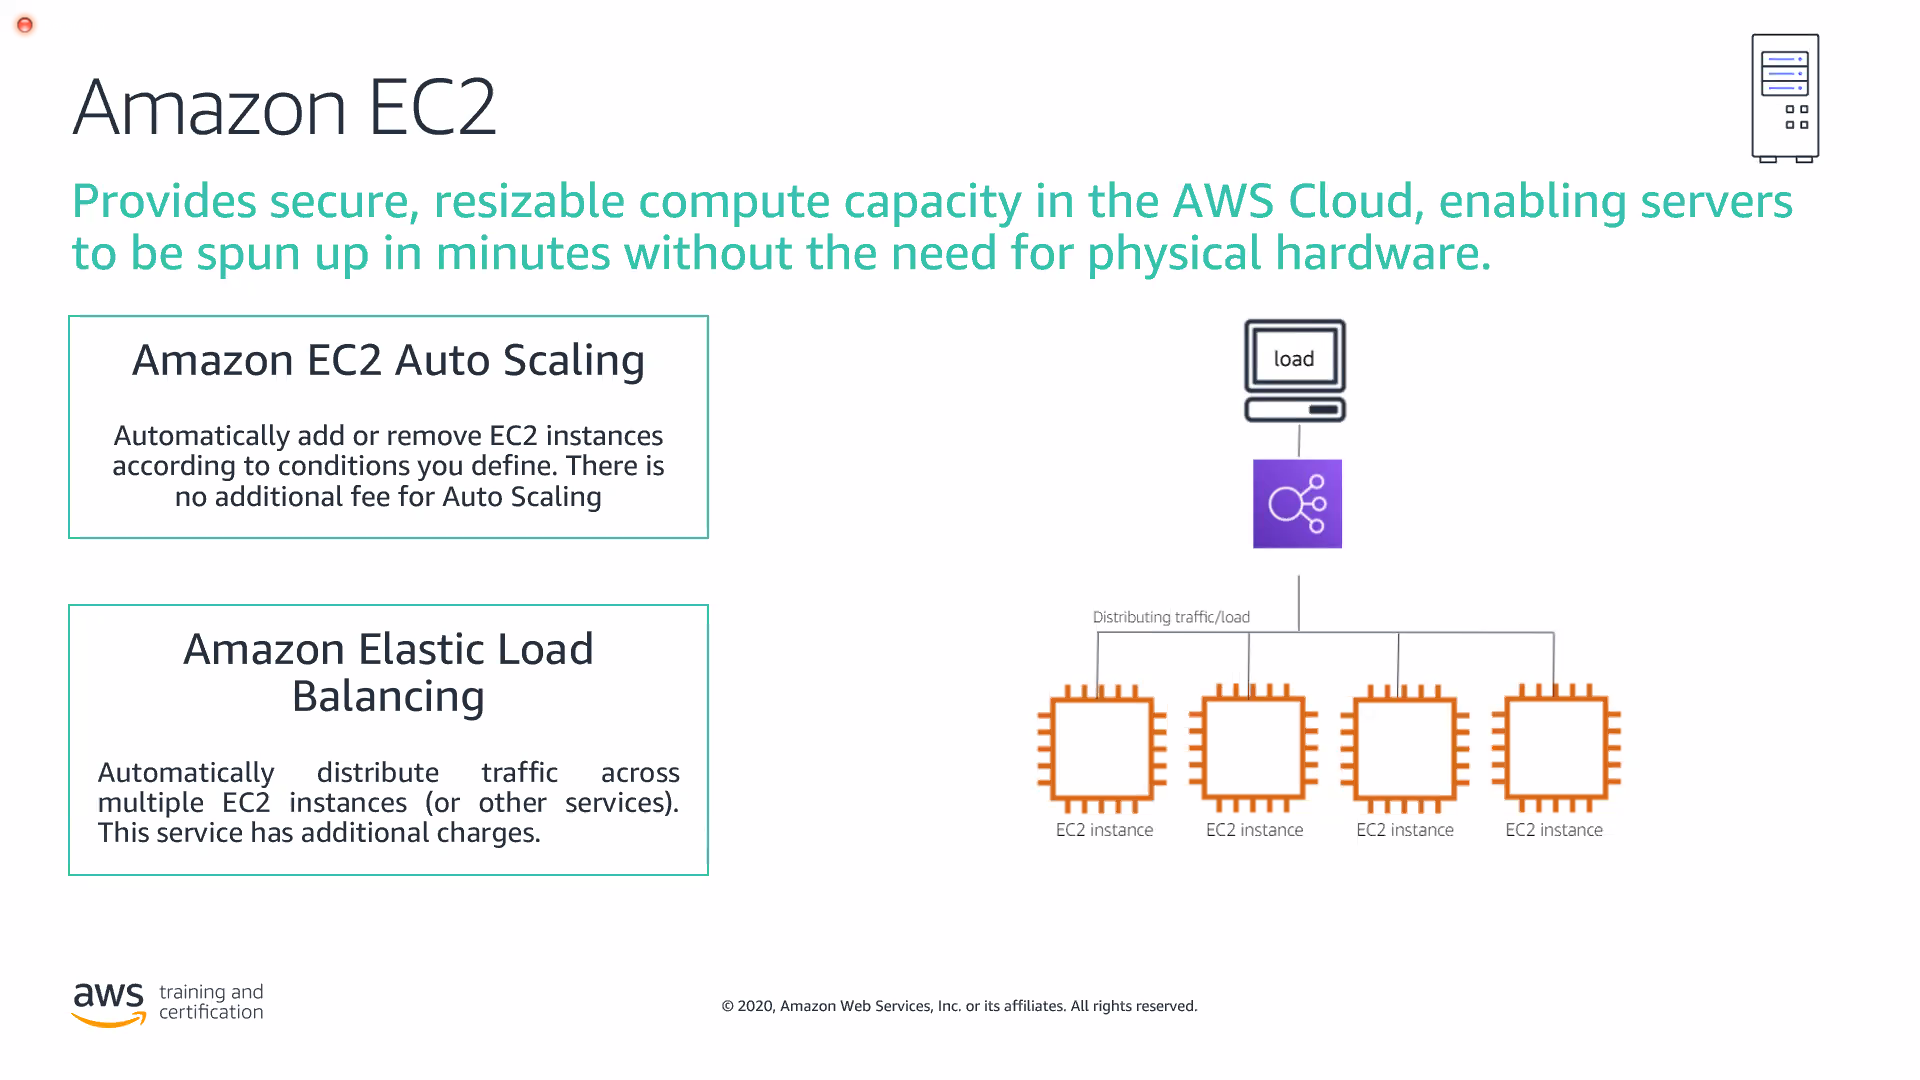 Amazon EC2
Provides secure, resizable compute capacity in the AWS Cloud, enabling servers
to be spun up in minutes without the need for physical hardware.
Amazon EC2 Auto Scaling
Automatically add or remove EC2 instances
according to conditions you define. There is
no additional fee for Auto Scaling
Amazon Elastic Load
Balancing
Automatically distribute traffic across
multiple EC2 instances (or other services).
This service has additional charges.
load
Distributing traffic/load
EC2 instance
EC2 instance
EC2 instance
EC2 instance
aws
training and
certification
© 2020, Amazon Web Services, Inc. or its affiliates. All rights reserved.